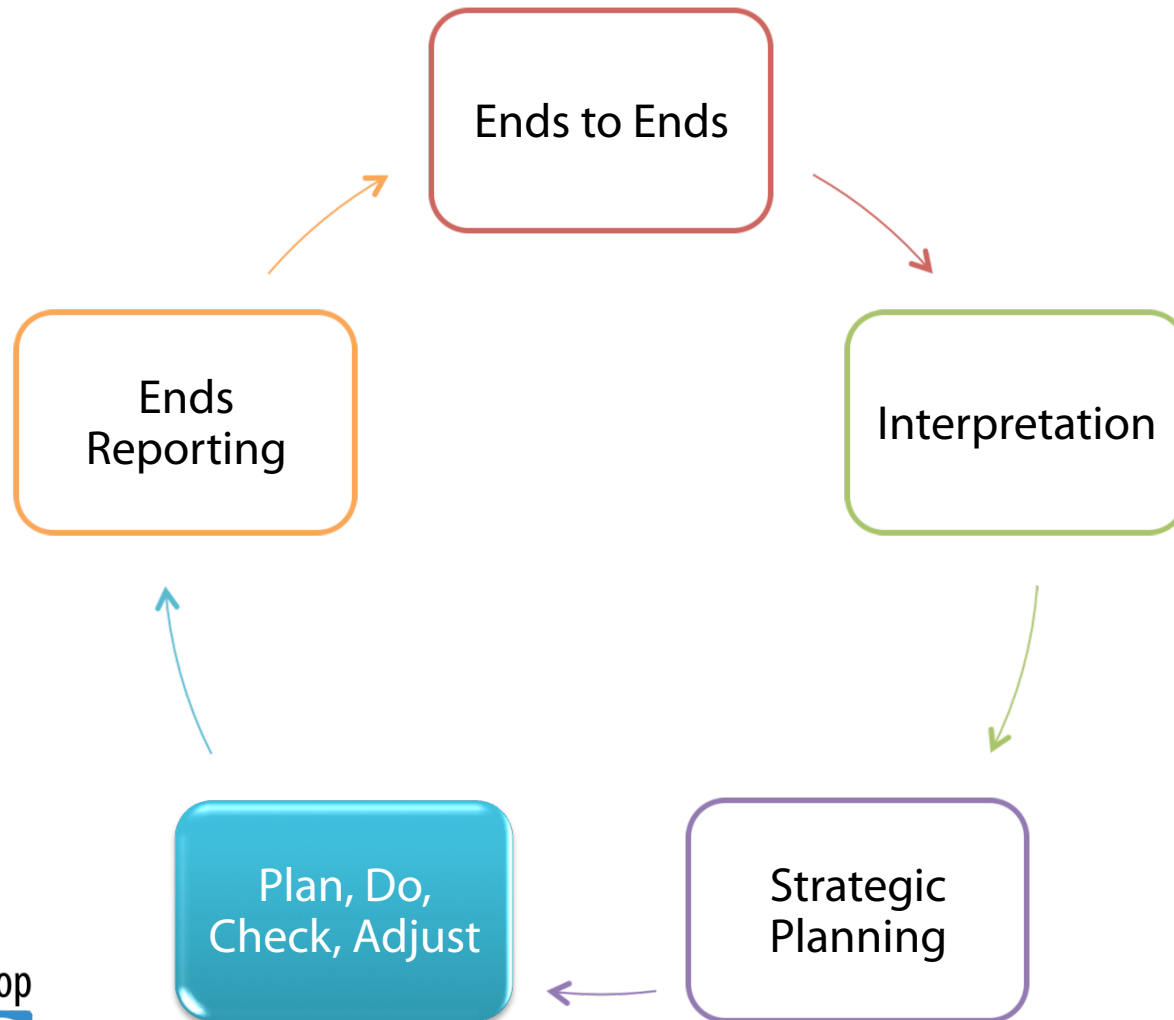 Ends to Ends
Interpretation
Strategic
Planning
Plan, Do,
Check, Adjust
Ends
Reporting